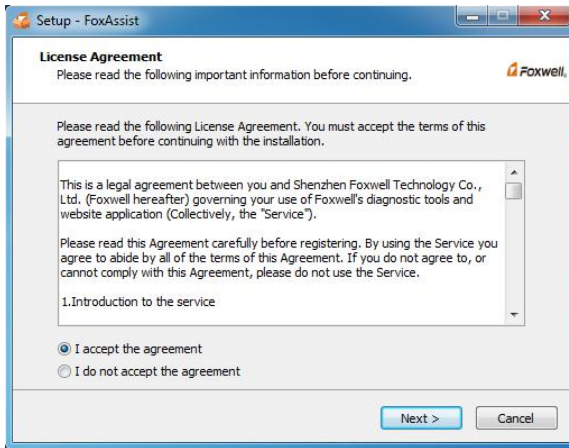 Setup - FoxAssist
License Agreement
Please read the following important information before continuing.
Foxwell
Please read the following License Agreement. You must accept the terms of this
agreement before continuing with the installation.
This is a legal agreement between you and Shenzhen Foxwell Technology Co.,
Ltd. (Foxwell hereafter) governing your use of Foxwell's diagnostic tools and
website application (Collectively, the "Service").
Please read this Agreement carefully before registering. By using the Service you
agree to abide by all of the terms of this Agreement. If you do not agree to, or
cannot comply with this Agreement, please do not use the Service.
1.Introduction to the service
I accept the agreement
I do not accept the agreement
Next >
Cancel